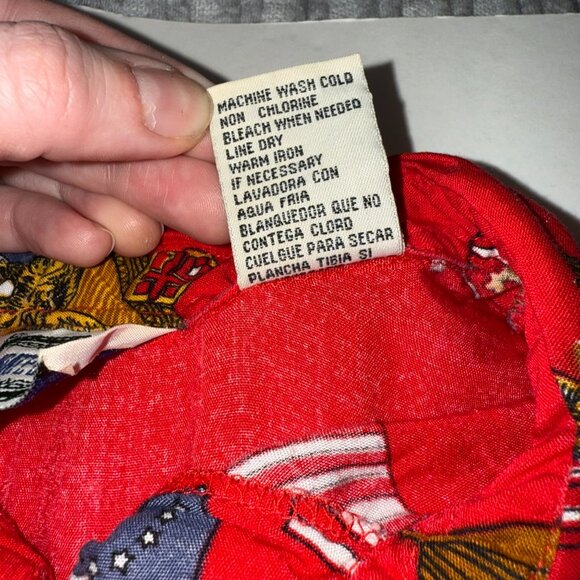 MACHINE WASH COLD
NON CHLORINE
BLEACH WHEN NEEDED
LINE DRY
WARM IRON
IF NECESSARY
LAVADORA CON
AGUA FRIA
BLANQUEDOR QUE NO
CONTEGA CLORD
CUELGUE PARA SECAR
PLANCHA TIBIA SI